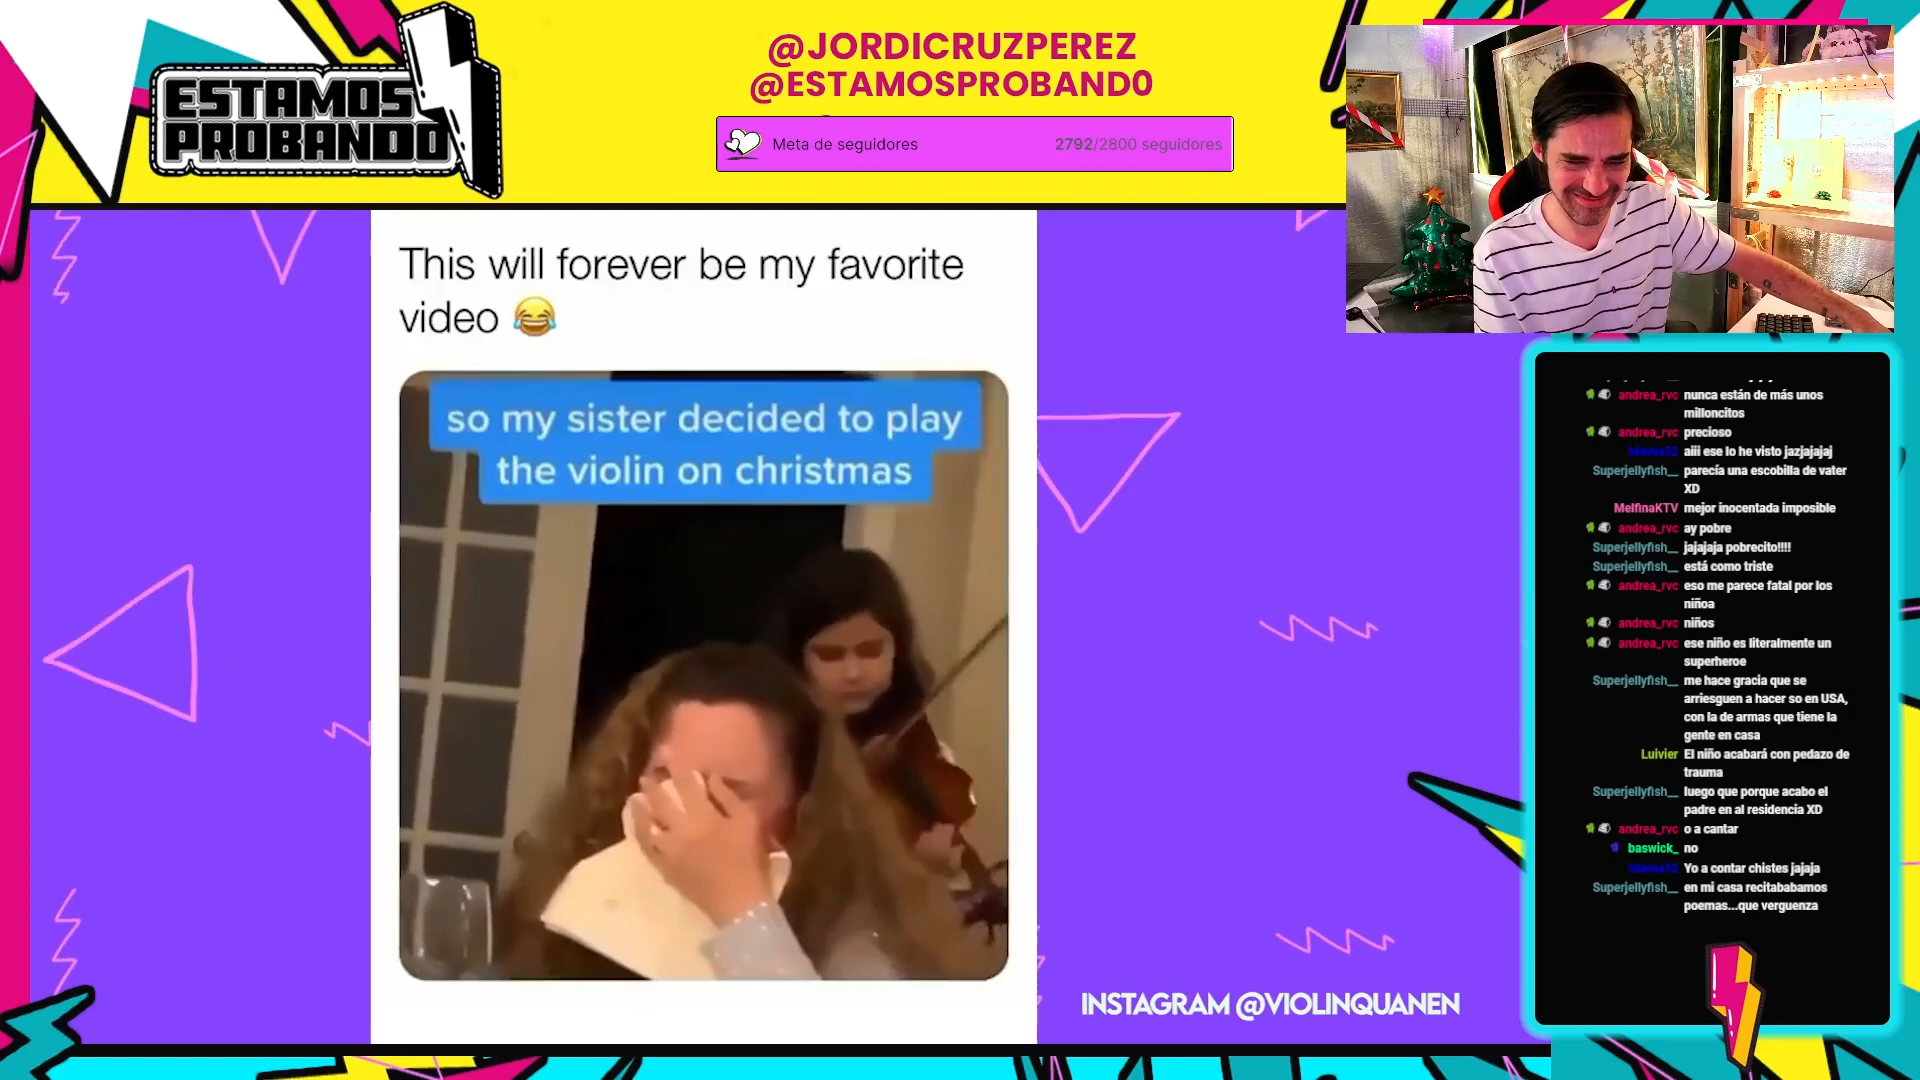 ESTAMOS
PROBANDO
@JORDICRUZPEREZ
@ESTAMOSPROBAND0
Meta de seguidores
2792/2800 seguidores
This will forever be my favorite
video 😂
so my sister decided to play
the violin on christmas
INSTAGRAM @VIOLINQUANEN
andrea_rvc nunca están de más unos
milloncitos
andrea_rvc precioso
aiii ese lo he visto jazjajajaj
Superjellyfish__ parecía una escobilla de vater
XD
MelfinaKTV mejor inocentada imposible
andrea_rvc ay pobre
Superjellyfish__ jajajaja pobrecito!!!!
Superjellyfish__ está como triste
andrea_rvc eso me parece fatal por los
niñoa
andrea_rvc niños
andrea_rvc ese niño es literalmente un
superheroe
Superjellyfish__ me hace gracia que se
arriesguen a hacer so en USA,
con la de armas que tiene la
gente en casa
Luivier El niño acabará con pedazo de
trauma
Superjellyfish__ luego que porque acabo el
padre en al residencia XD
andrea_rvc o a cantar
baswick_ no
Yo a contar chistes jajaja
Superjellyfish__ en mi casa recitababamos
poemas...que verguenza